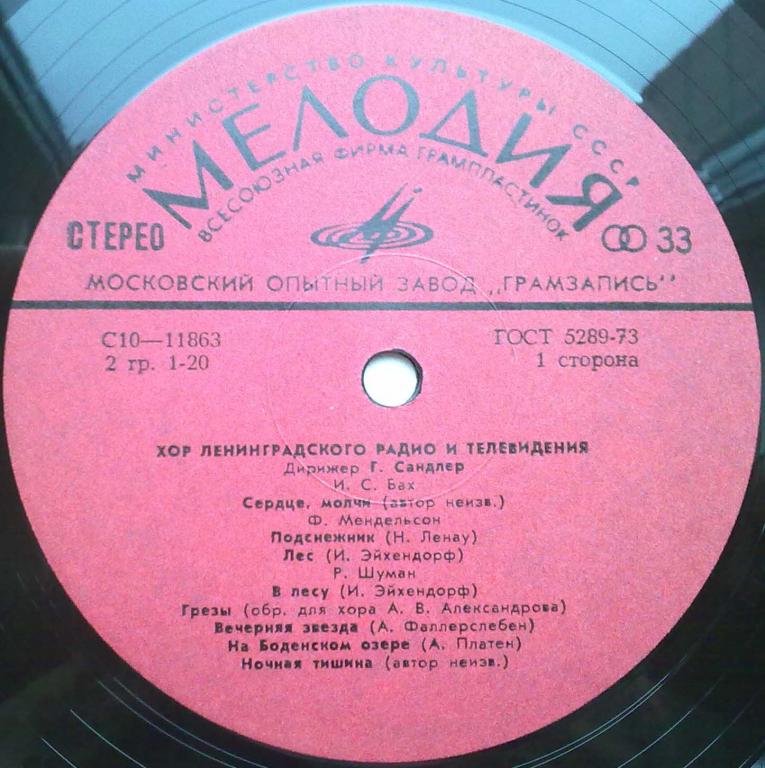 МИНИСТЕРСТВО КУЛЬТУРЫ СССР
МЕЛОДИЯ
ВСЕСОЮЗНАЯ ФИРМА ГРАМПЛАСТИНОК
СТЕРЕО 33
МОСКОВСКИЙ ОПЫТНЫЙ ЗАВОД „ГРАМЗАПИСЬ"
С10—11863 ГОСТ 5289-73
2 гр. 1-20 1 сторона
ХОР ЛЕНИНГРАДСКОГО РАДИО И ТЕЛЕВИДЕНИЯ
Дирижер Г. Сандлер
И. С. Бах
Сердце, молчи (автор неизв.)
Ф. Мендельсон
Подснежник (Н. Ленау)
Лес (И. Эйхендорф)
Р. Шуман
В лесу (И. Эйхендорф)
Грезы (обр. для хора А. В. Александрова)
Вечерняя звезда (А. Фаллерслебен)
На Боденском озере (А. Платен)
Ночная тишина (автор неизв.)